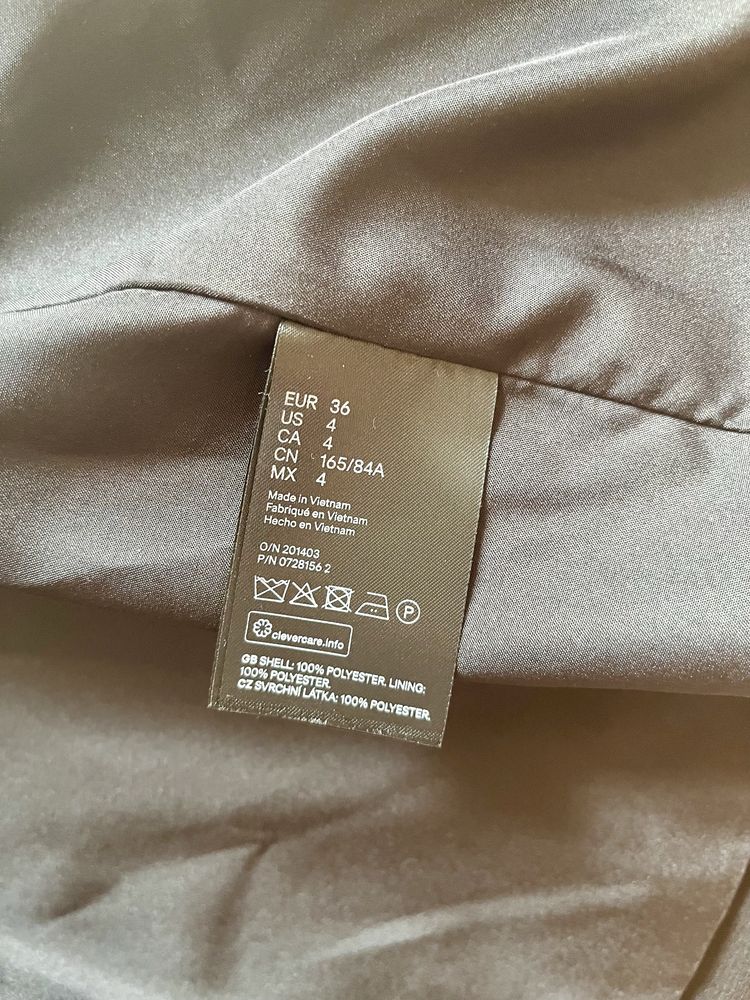 EUR 36
US 4
CA 4
CN 165/84A
MX 4
Made in Vietnam
Fabriqué en Vietnam
Hecho en Vietnam
O/N 201403
P/N 0728156 2
P
clevercare.info
GB SHELL: 100% POLYESTER. LINING:
100% POLYESTER.
CZ SVRCHNÍ LÁTKA: 100% POLYESTER.